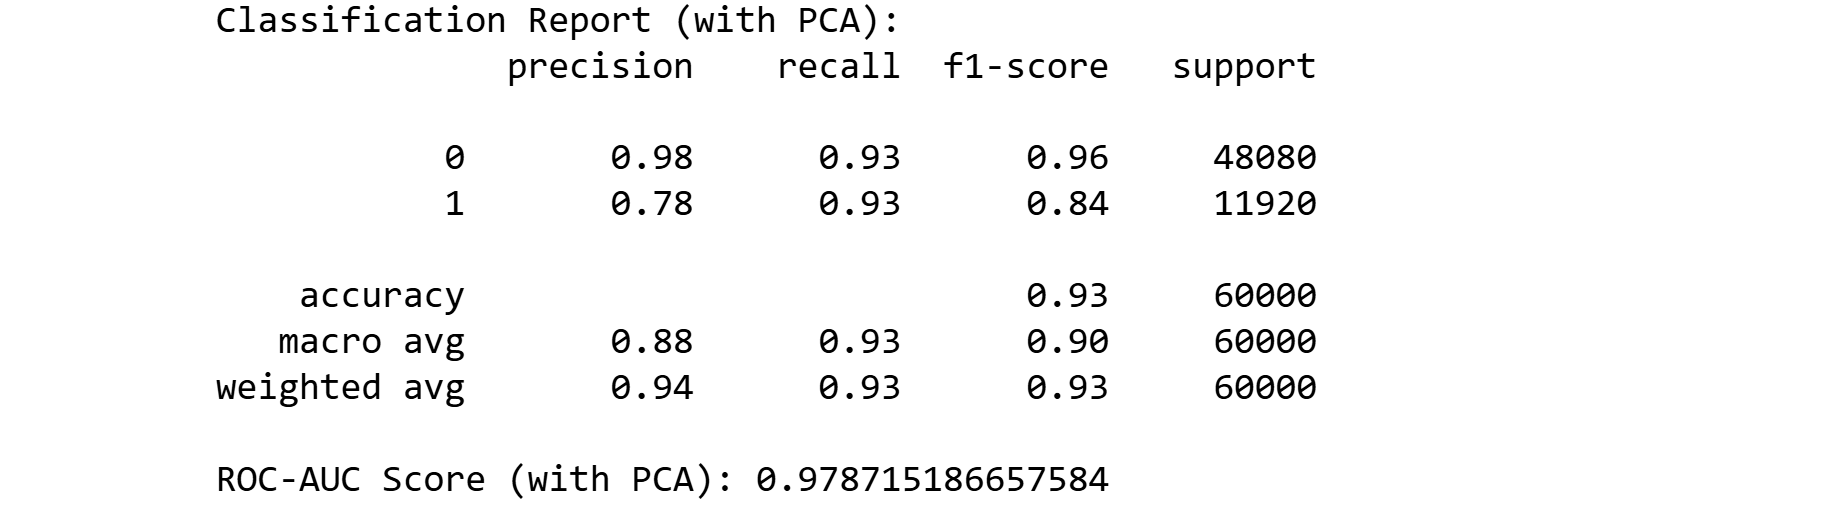 Classification Report (with PCA):
precision recall f1-score support
0 0.98 0.93 0.96 48080
1 0.78 0.93 0.84 11920
accuracy 0.93 60000
macro avg 0.88 0.93 0.90 60000
weighted avg 0.94 0.93 0.93 60000
ROC-AUC Score (with PCA): 0.978715186657584